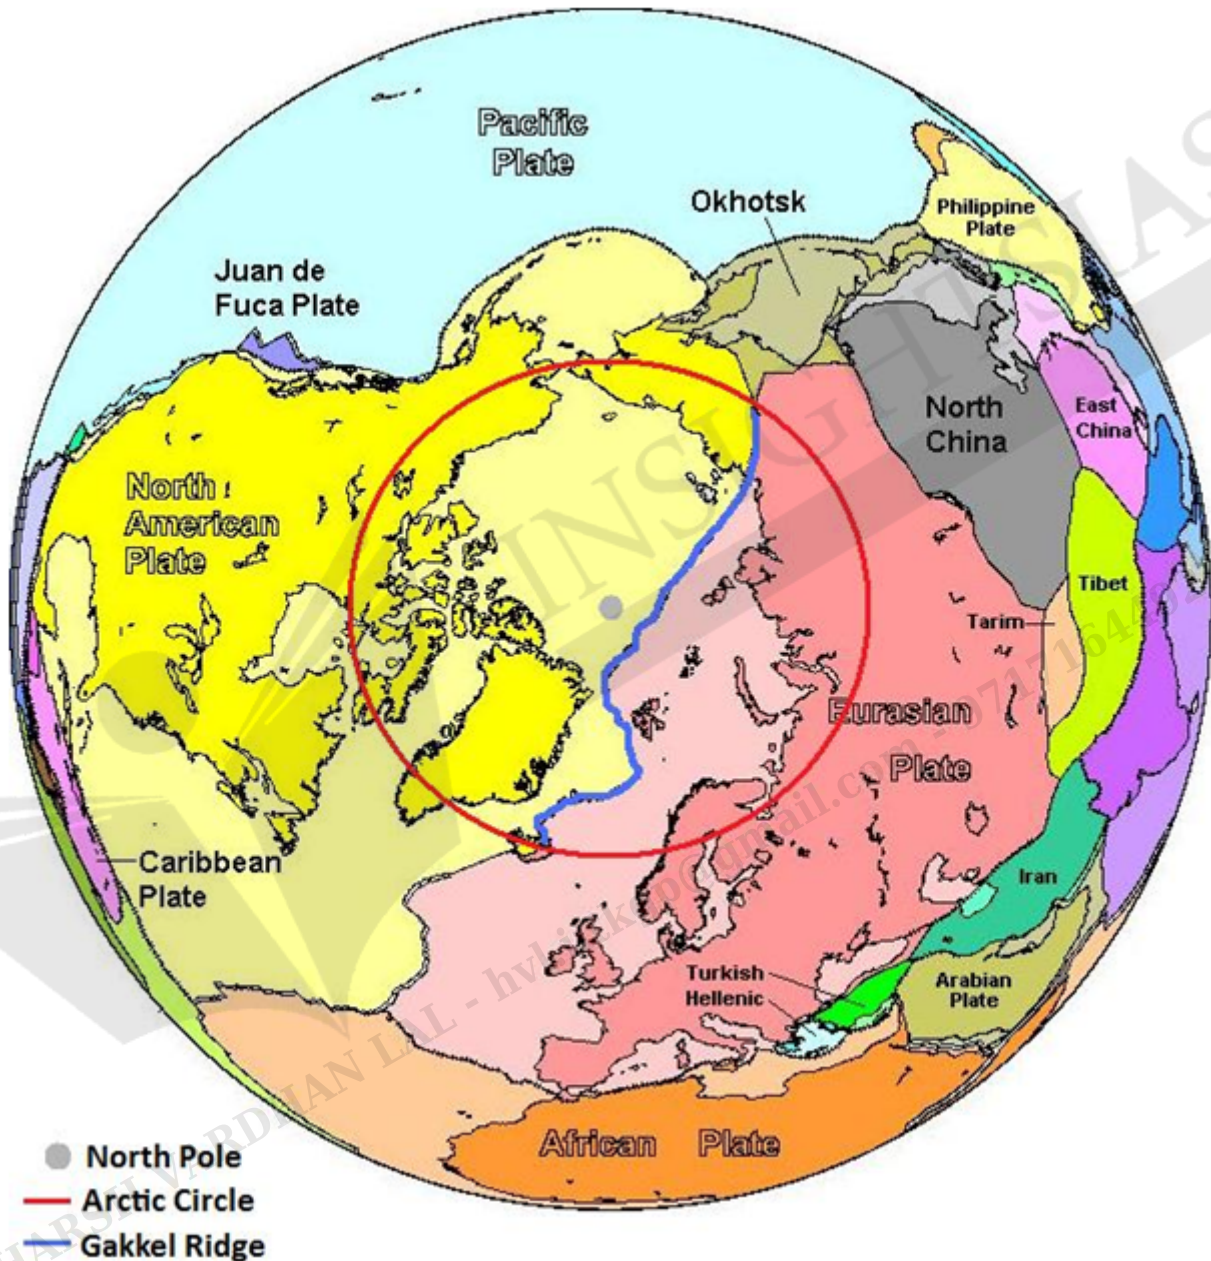 Pacific
Plate
Okhotsk
Philippine
Plate
Juan de
Fuca Plate
North
China
East
China
North
American
Plate
Tibet
Tarim
Eurasian
Plate
Caribbean
Plate
Iran
Turkish
Hellenic
Arabian
Plate
African Plate
North Pole
Arctic Circle
Gakkel Ridge
INSIGHTSIAS